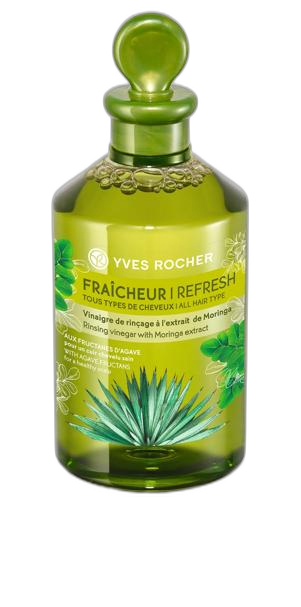 YVES ROCHER
FRAÎCHEUR | REFRESH
TOUS TYPES DE CHEVEUX | ALL HAIR TYPE
Vinaigre de rinçage à l'extrait de Moringa
Rinsing vinegar with Moringa extract
AUX FRUCTANES D'AGAVE
pour un cuir chevelu sain
WITH AGAVE FRUCTANS
for a healthy scalp